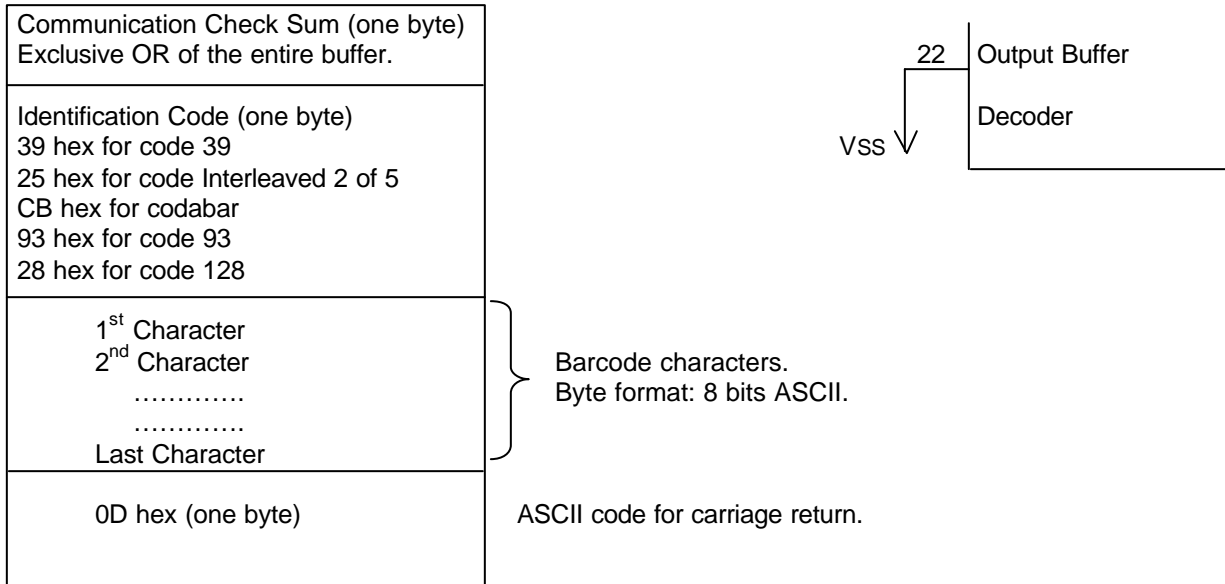 Communication Check Sum (one byte)
Exclusive OR of the entire buffer.
Identification Code (one byte)
39 hex for code 39
25 hex for code Interleaved 2 of 5
CB hex for codabar
93 hex for code 93
28 hex for code 128
1st Character
2nd Character
.............
.............
Last Character
Barcode characters.
Byte format: 8 bits ASCII.
0D hex (one byte)
ASCII code for carriage return.
22
Output Buffer
Decoder
VSS